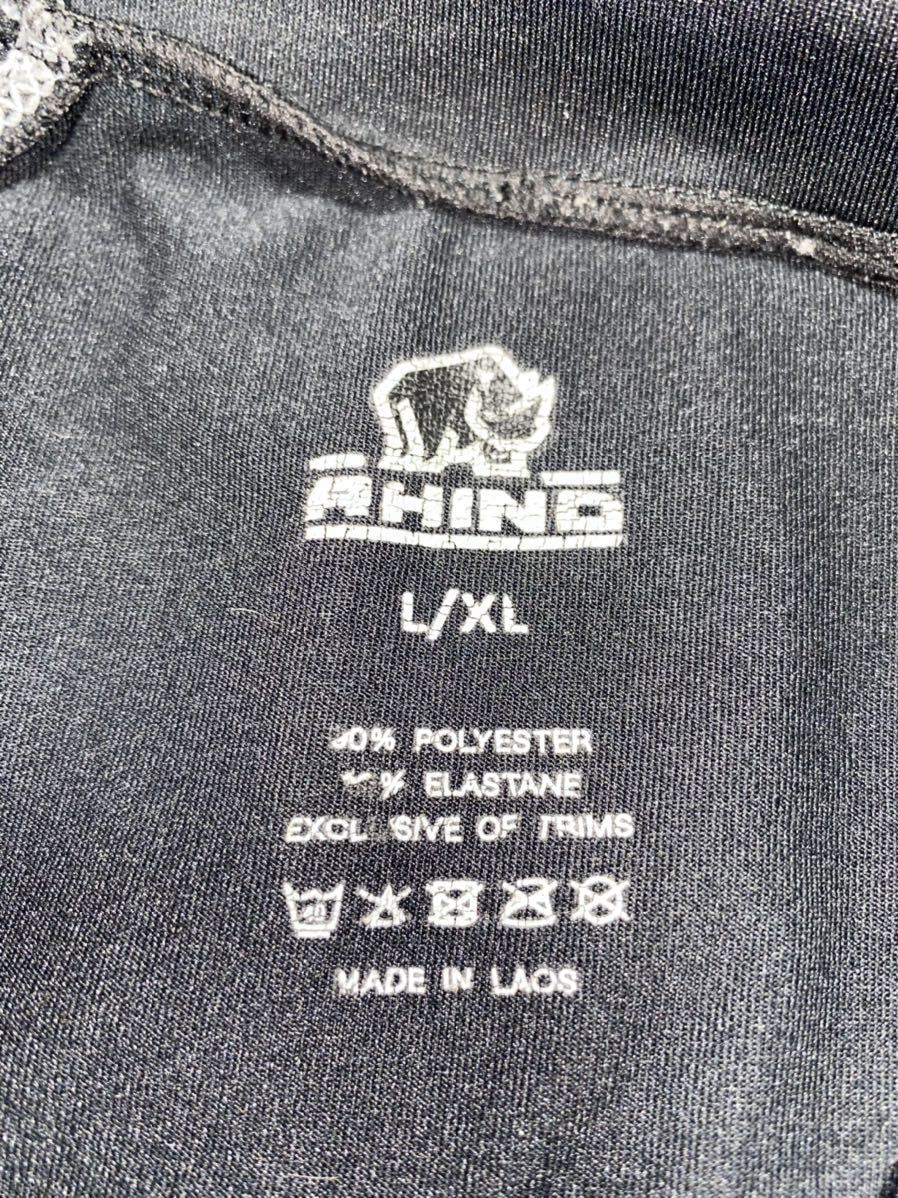 RHINO
L/XL
% POLYESTER
% ELASTANE
EXCLUSIVE OF TRIMS
MADE IN LAOS